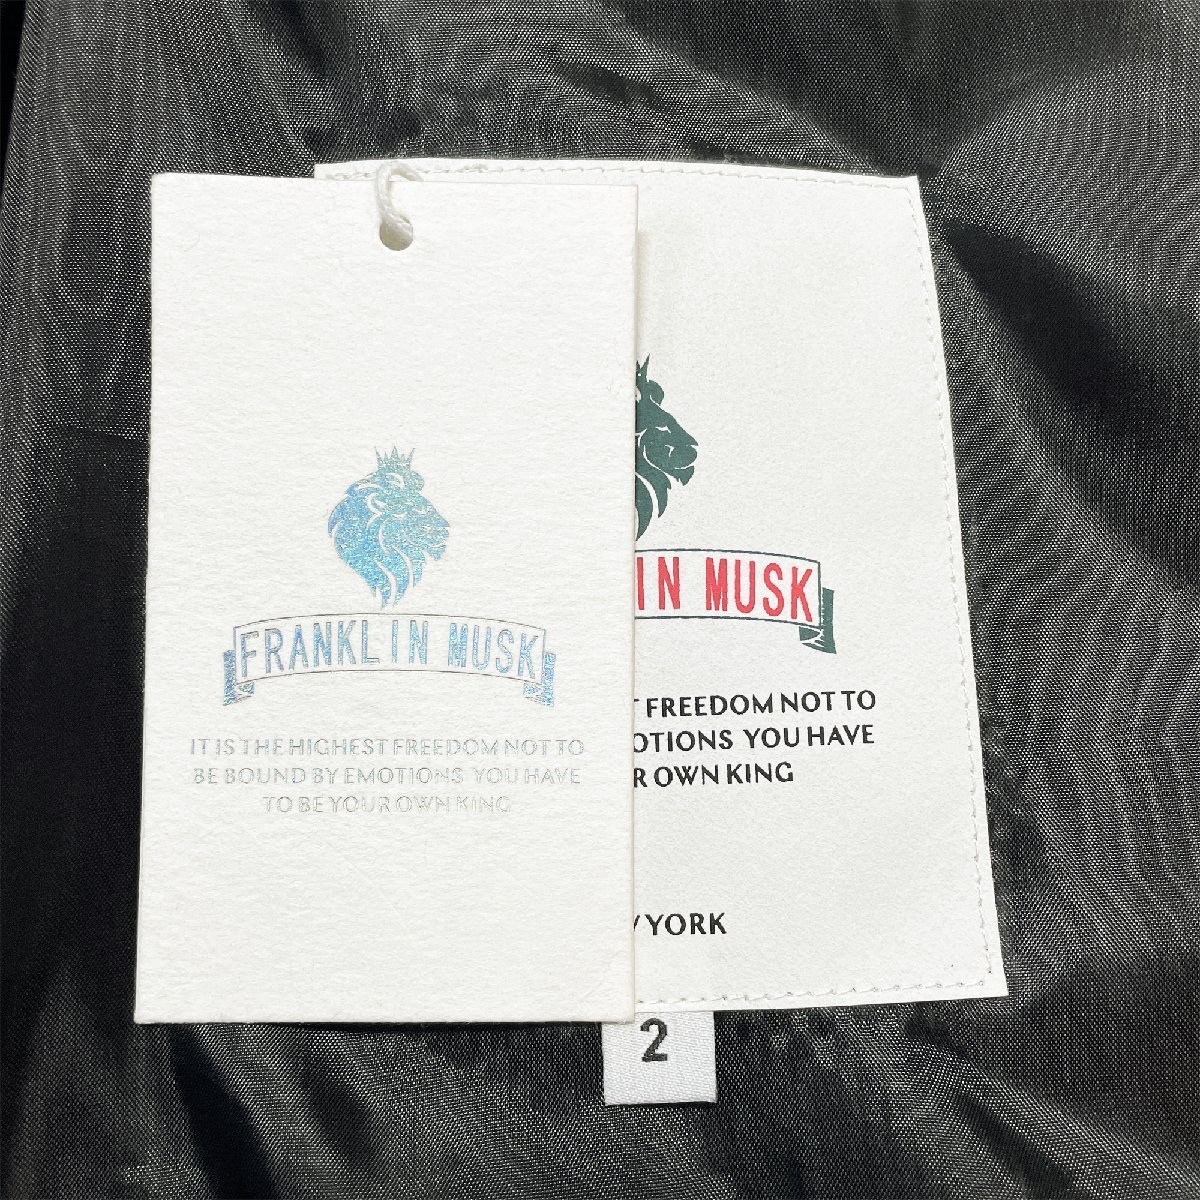 FRANKLIN MUSK
IT IS THE HIGHEST FREEDOM NOT TO
BE BOUND BY EMOTIONS YOU HAVE
TO BE YOUR OWN KING
IN MUSK
FREEDOM NOT TO
OTIONS YOU HAVE
R OWN KING
YORK
2